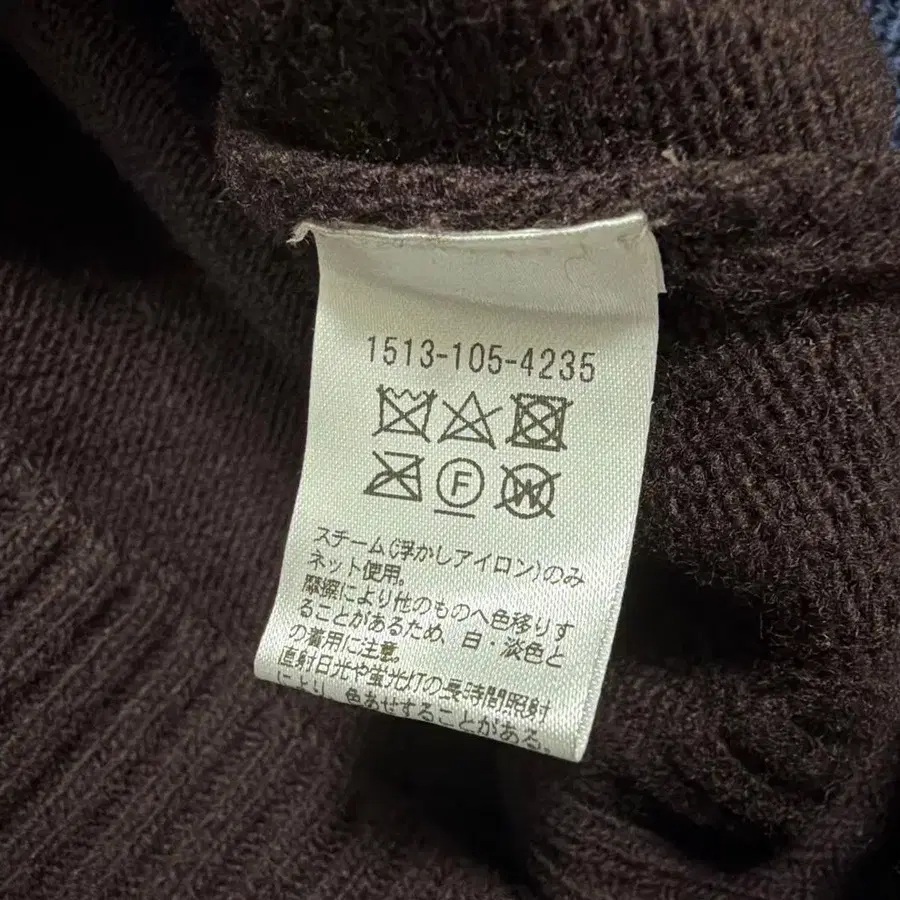 1513-105-4235
F
W
スチーム(浮かしアイロン)のみ
ネット使用。
摩擦により他のものへ色移りす
ることがあるため、白・淡色と
の着用に注意。
直射日光や蛍光灯の長時間照射
により、色あせすることがある。